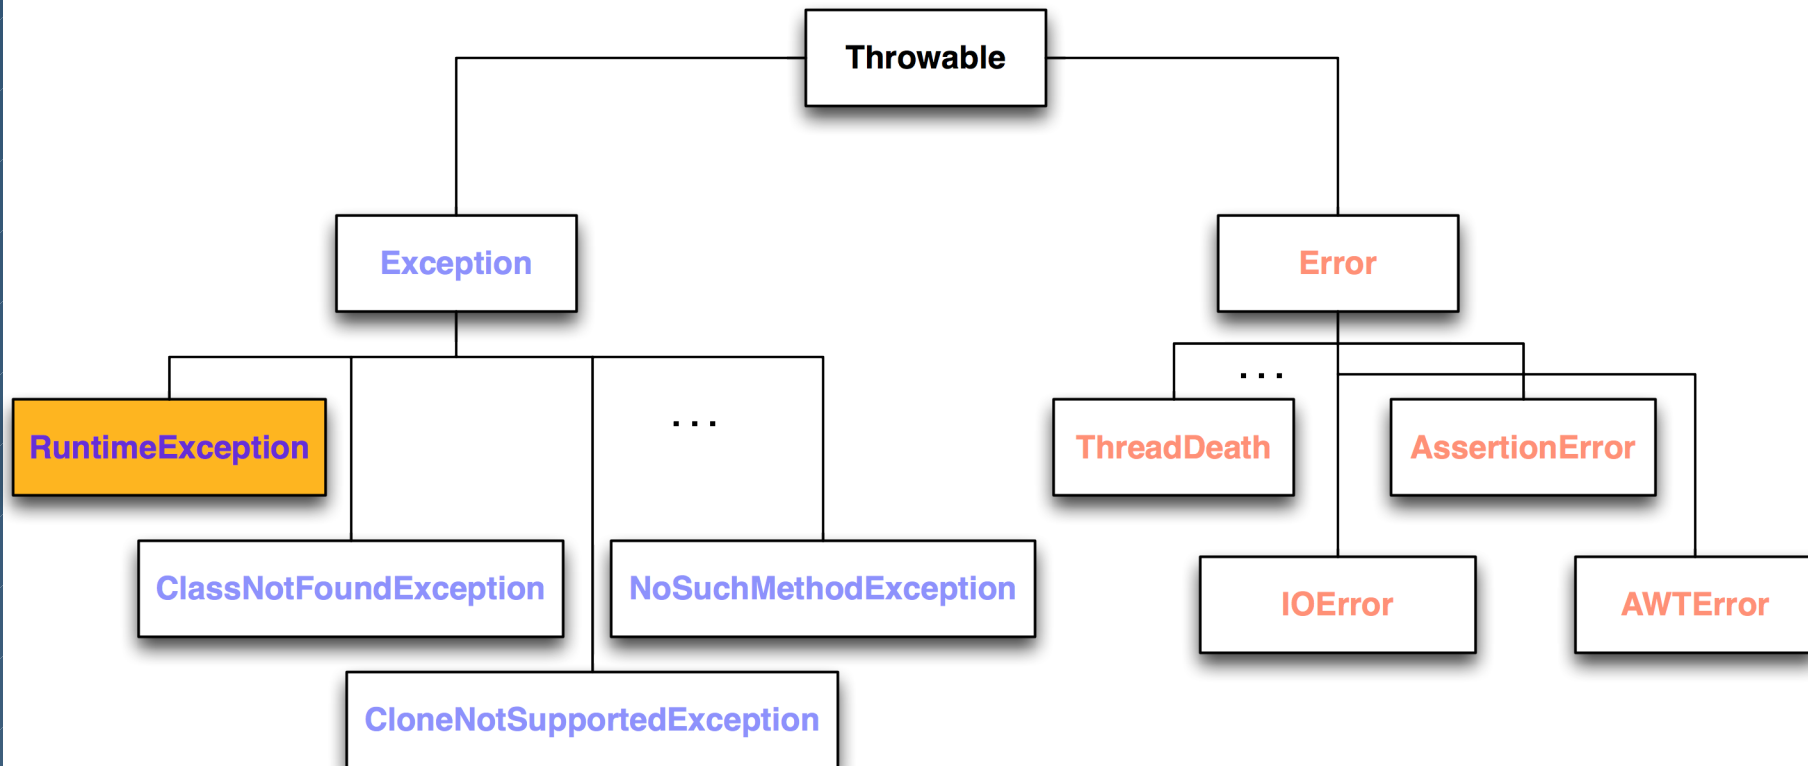 Throwable
Exception
Error
...
...
RuntimeException
ThreadDeath
AssertionError
ClassNotFoundException
NoSuchMethodException
IOError
AWTError
CloneNotSupportedException